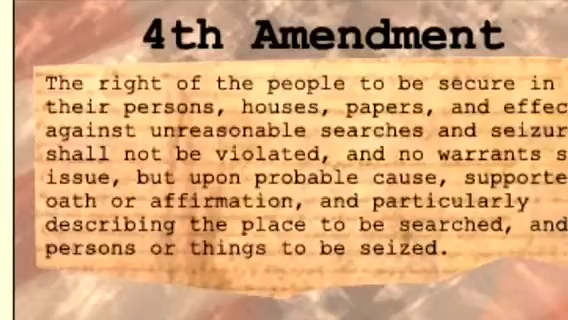 4th Amendment
The right of the people to be secure in
their persons, houses, papers, and effec
against unreasonable searches and seizur
shall not be violated, and no warrants s
issue, but upon probable cause, supporte
oath or affirmation, and particularly
describing the place to be searched, and
persons or things to be seized.